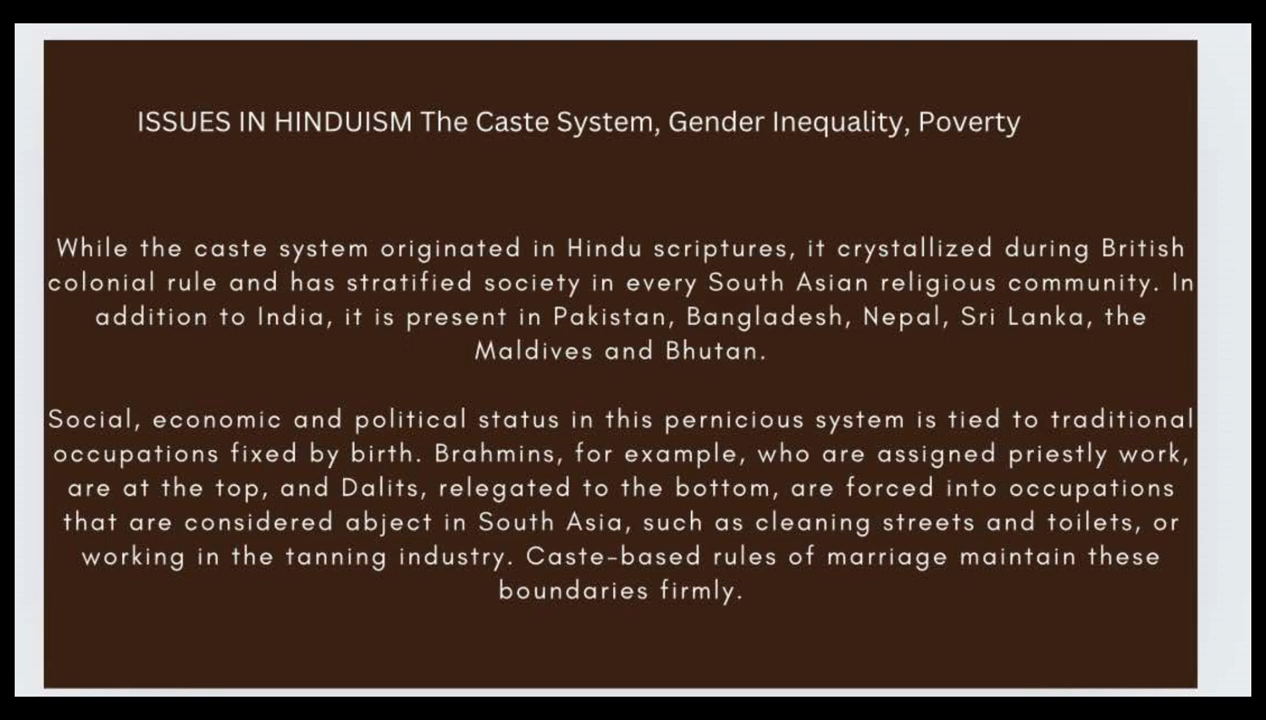 ISSUES IN HINDUISM The Caste System, Gender Inequality, Poverty
While the caste system originated in Hindu scriptures, it crystallized during British
colonial rule and has stratified society in every South Asian religious community. In
addition to India, it is present in Pakistan, Bangladesh, Nepal, Sri Lanka, the
Maldives and Bhutan.
Social, economic and political status in this pernicious system is tied to traditional
occupations fixed by birth. Brahmins, for example, who are assigned priestly work,
are at the top, and Dalits, relegated to the bottom, are forced into occupations
that are considered abject in South Asia, such as cleaning streets and toilets, or
working in the tanning industry. Caste-based rules of marriage maintain these
boundaries firmly.